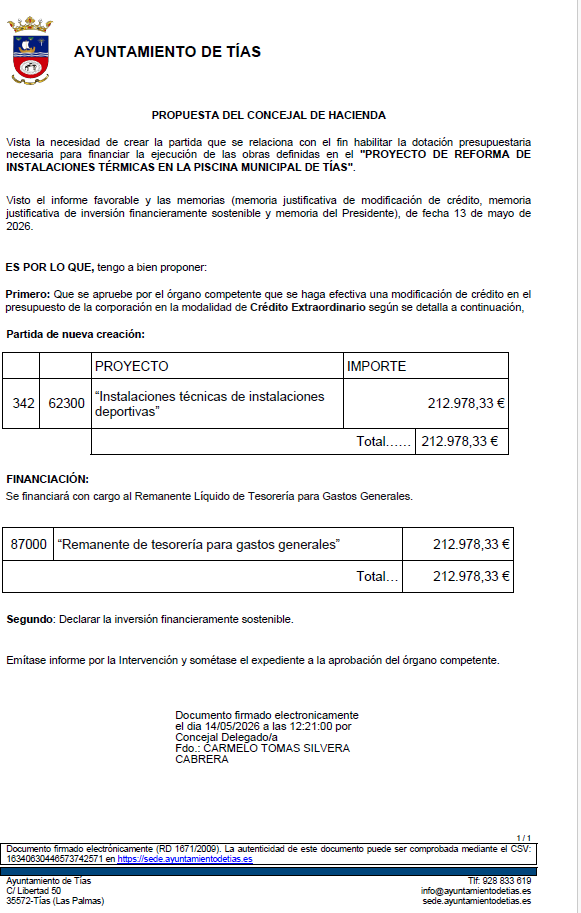 AYUNTAMIENTO DE TÍAS
PROPUESTA DEL CONCEJAL DE HACIENDA
Vista la necesidad de crear la partida que se relaciona con el fin habilitar la dotación presupuestaria
necesaria para financiar la ejecución de las obras definidas en el "PROYECTO DE REFORMA DE
INSTALACIONES TÉRMICAS EN LA PISCINA MUNICIPAL DE TÍAS".
Visto el informe favorable y las memorias (memoria justificativa de modificación de crédito, memoria
justificativa de inversión financieramente sostenible y memoria del Presidente), de fecha 13 de mayo de
2026.
ES POR LO QUE, tengo a bien proponer:
Primero: Que se apruebe por el órgano competente que se haga efectiva una modificación de crédito en el
presupuesto de la corporación en la modalidad de Crédito Extraordinario según se detalla a continuación,
Partida de nueva creación:
PROYECTO IMPORTE
342 62300 “Instalaciones técnicas de instalaciones
deportivas” 212.978,33 €
Total...... 212.978,33 €
FINANCIACIÓN:
Se financiará con cargo al Remanente Líquido de Tesorería para Gastos Generales.
87000 “Remanente de tesorería para gastos generales” 212.978,33 €
Total... 212.978,33 €
Segundo: Declarar la inversión financieramente sostenible.
Emítase informe por la Intervención y sométase el expediente a la aprobación del órgano competente.
Documento firmado electronicamente
el día 14/05/2026 a las 12:21:00 por
Concejal Delegado/a
Fdo.: CARMELO TOMAS SILVERA
CABRERA
1 / 1
Documento firmado electrónicamente (RD 1671/2009). La autenticidad de este documento puede ser comprobada mediante el CSV:
16340630446573742571 en https://sede.ayuntamientodetias.es
Ayuntamiento de Tías Tlf: 928 833 619
C/ Libertad 50 info@ayuntamientodetias.es
35572-Tías (Las Palmas) sede.ayuntamientodetias.es